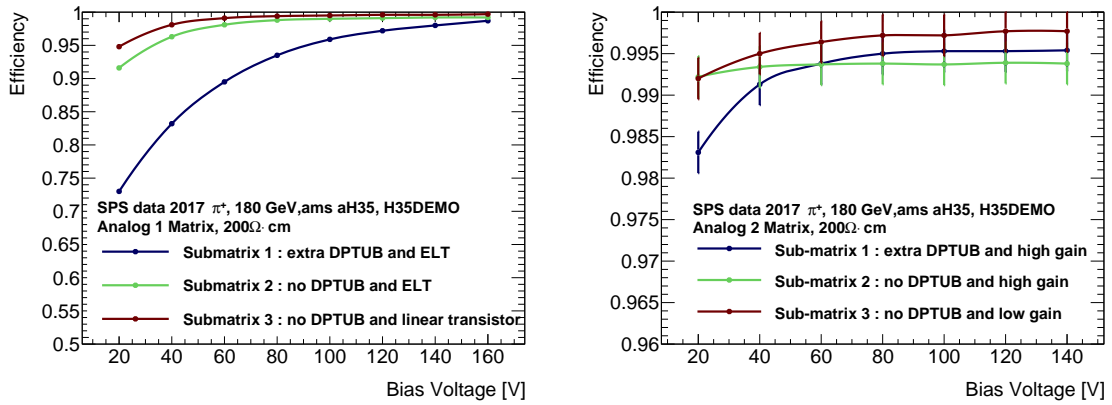 Efficiency
1
0.95
0.9
0.85
0.8
0.75
0.7
0.65
0.6
0.55
0.5
SPS data 2017 π⁺, 180 GeV,ams aH35, H35DEMO
Analog 1 Matrix, 200Ω· cm
Submatrix 1 : extra DPTUB and ELT
Submatrix 2 : no DPTUB and ELT
Submatrix 3 : no DPTUB and linear transistor
20 40 60 80 100 120 140 160
Bias Voltage [V]
Efficiency
1
0.995
0.99
0.985
0.98
0.975
0.97
0.965
0.96
SPS data 2017 π⁺, 180 GeV,ams aH35, H35DEMO
Analog 2 Matrix, 200Ω· cm
Sub-matrix 1 : extra DPTUB and high gain
Sub-matrix 2 : no DPTUB and high gain
Sub-matrix 3 : no DPTUB and low gain
20 40 60 80 100 120 140
Bias Voltage [V]